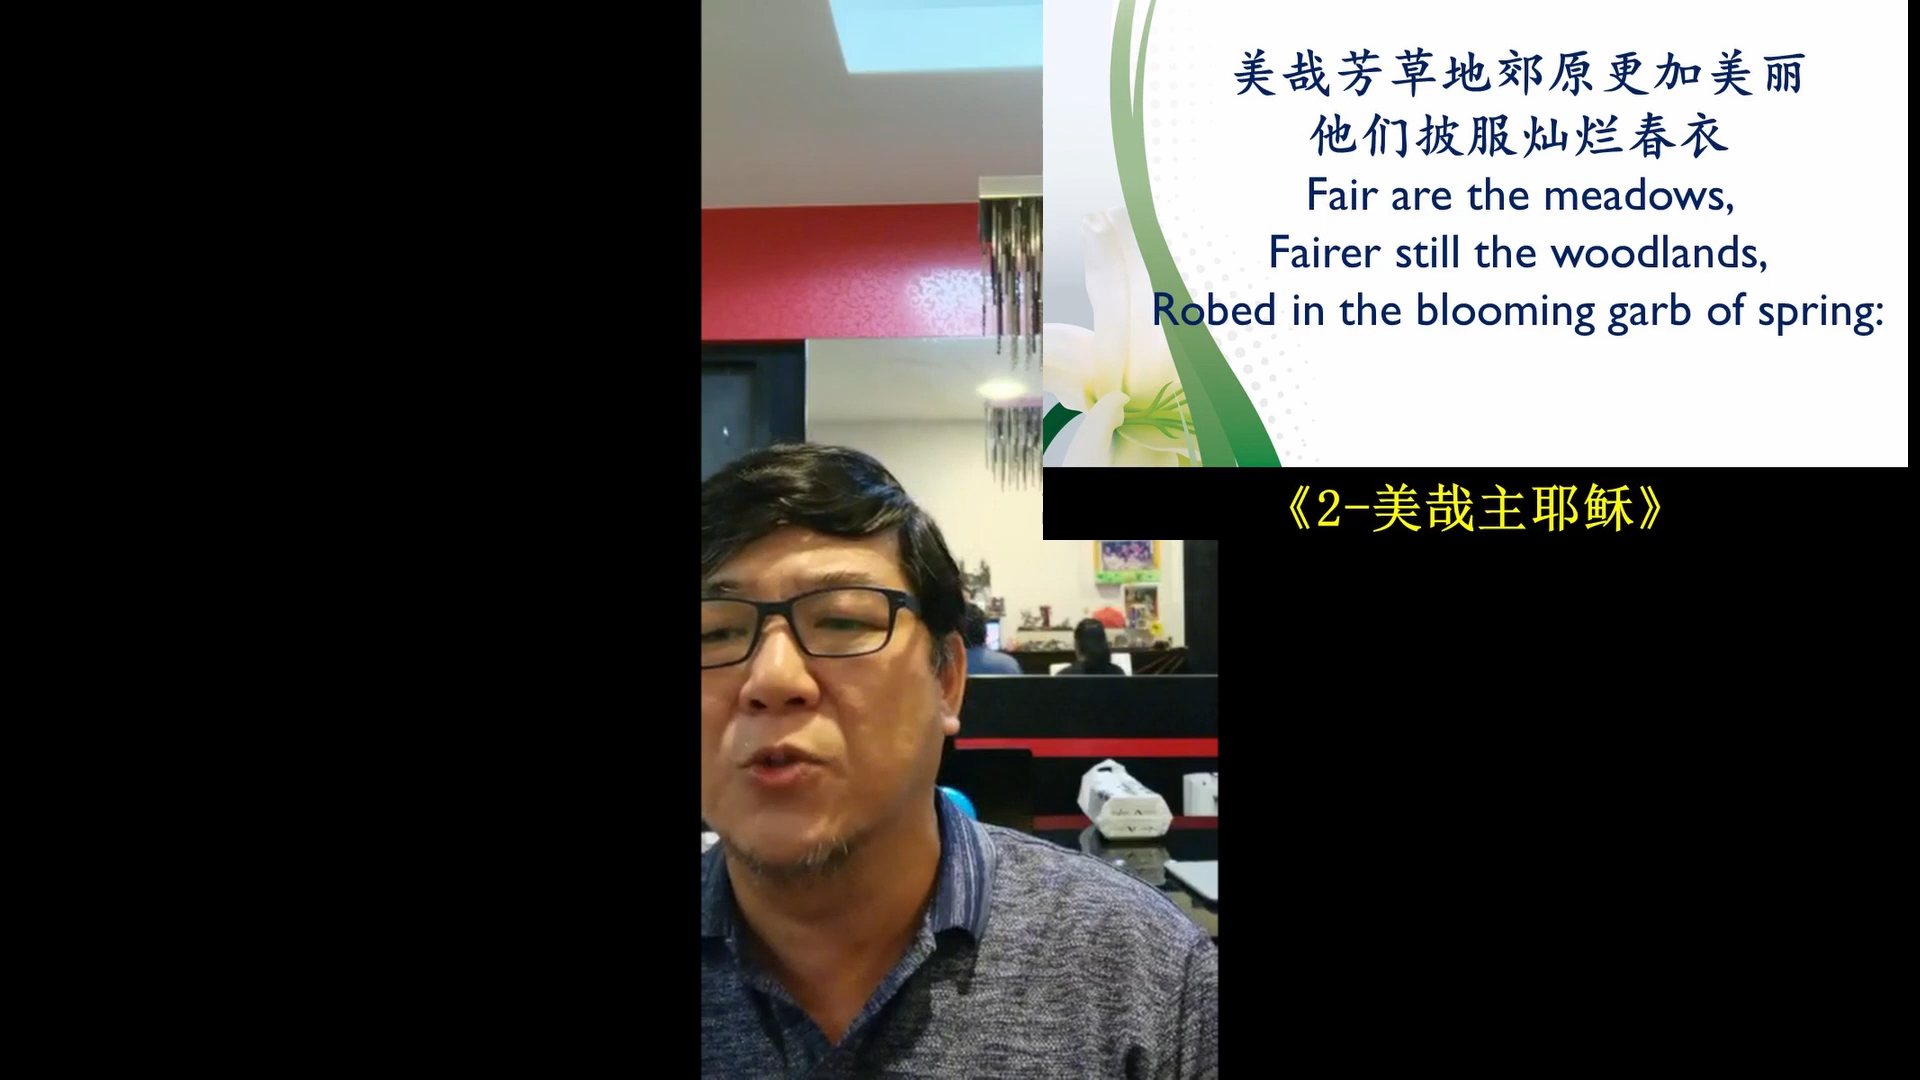 美哉芳草地郊原更加美丽
他们披服灿烂春衣
Fair are the meadows,
Fairer still the woodlands,
Robed in the blooming garb of spring:
《2-美哉主耶稣》